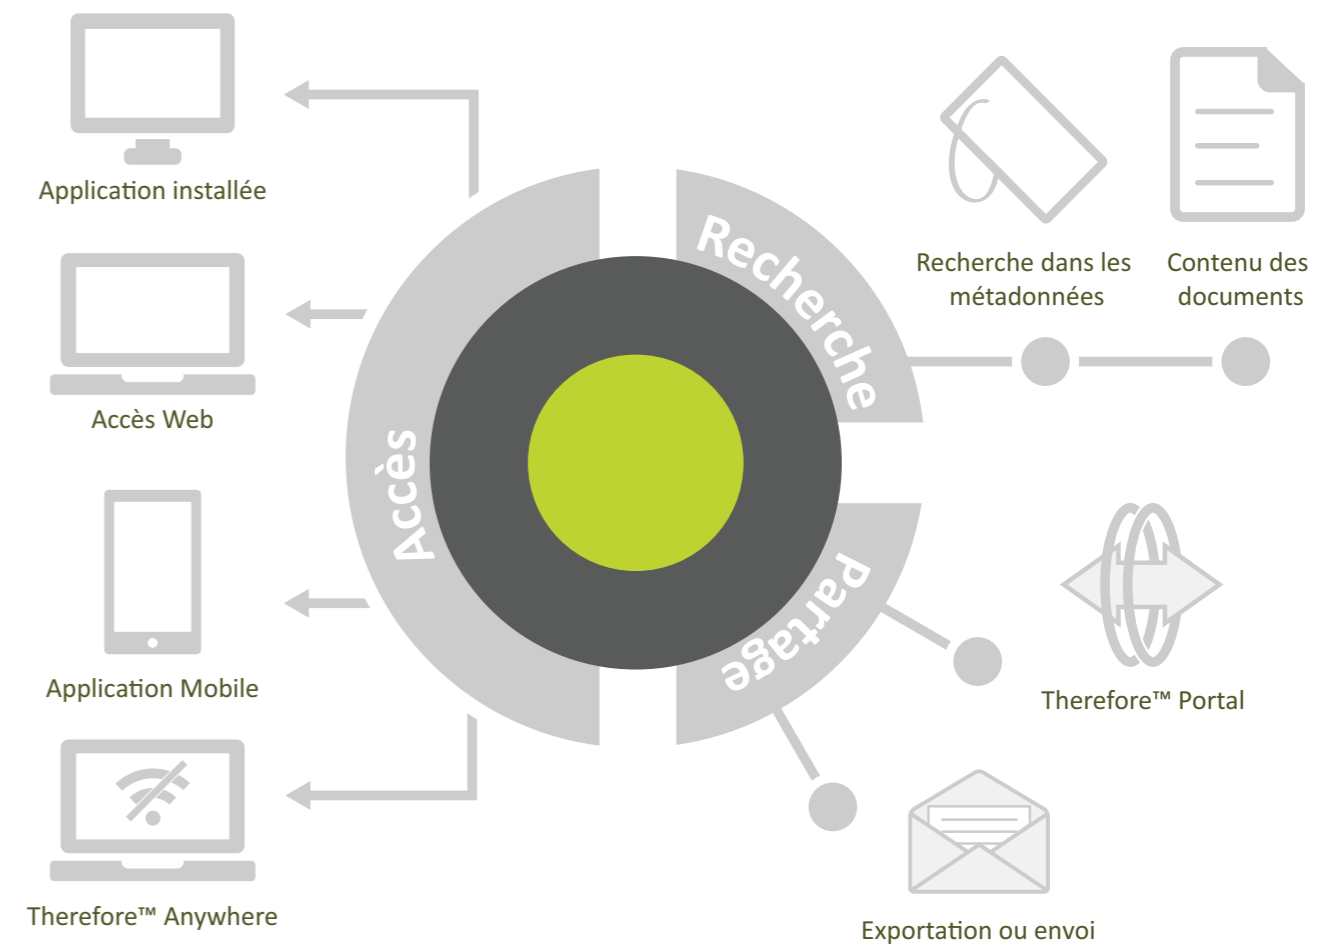 Application installée
Accès Web
Application Mobile
Therefore™ Anywhere
Accès
Recherche
Partage
Recherche dans les
métadonnées
Contenu des
documents
Therefore™ Portal
Exportation ou envoi